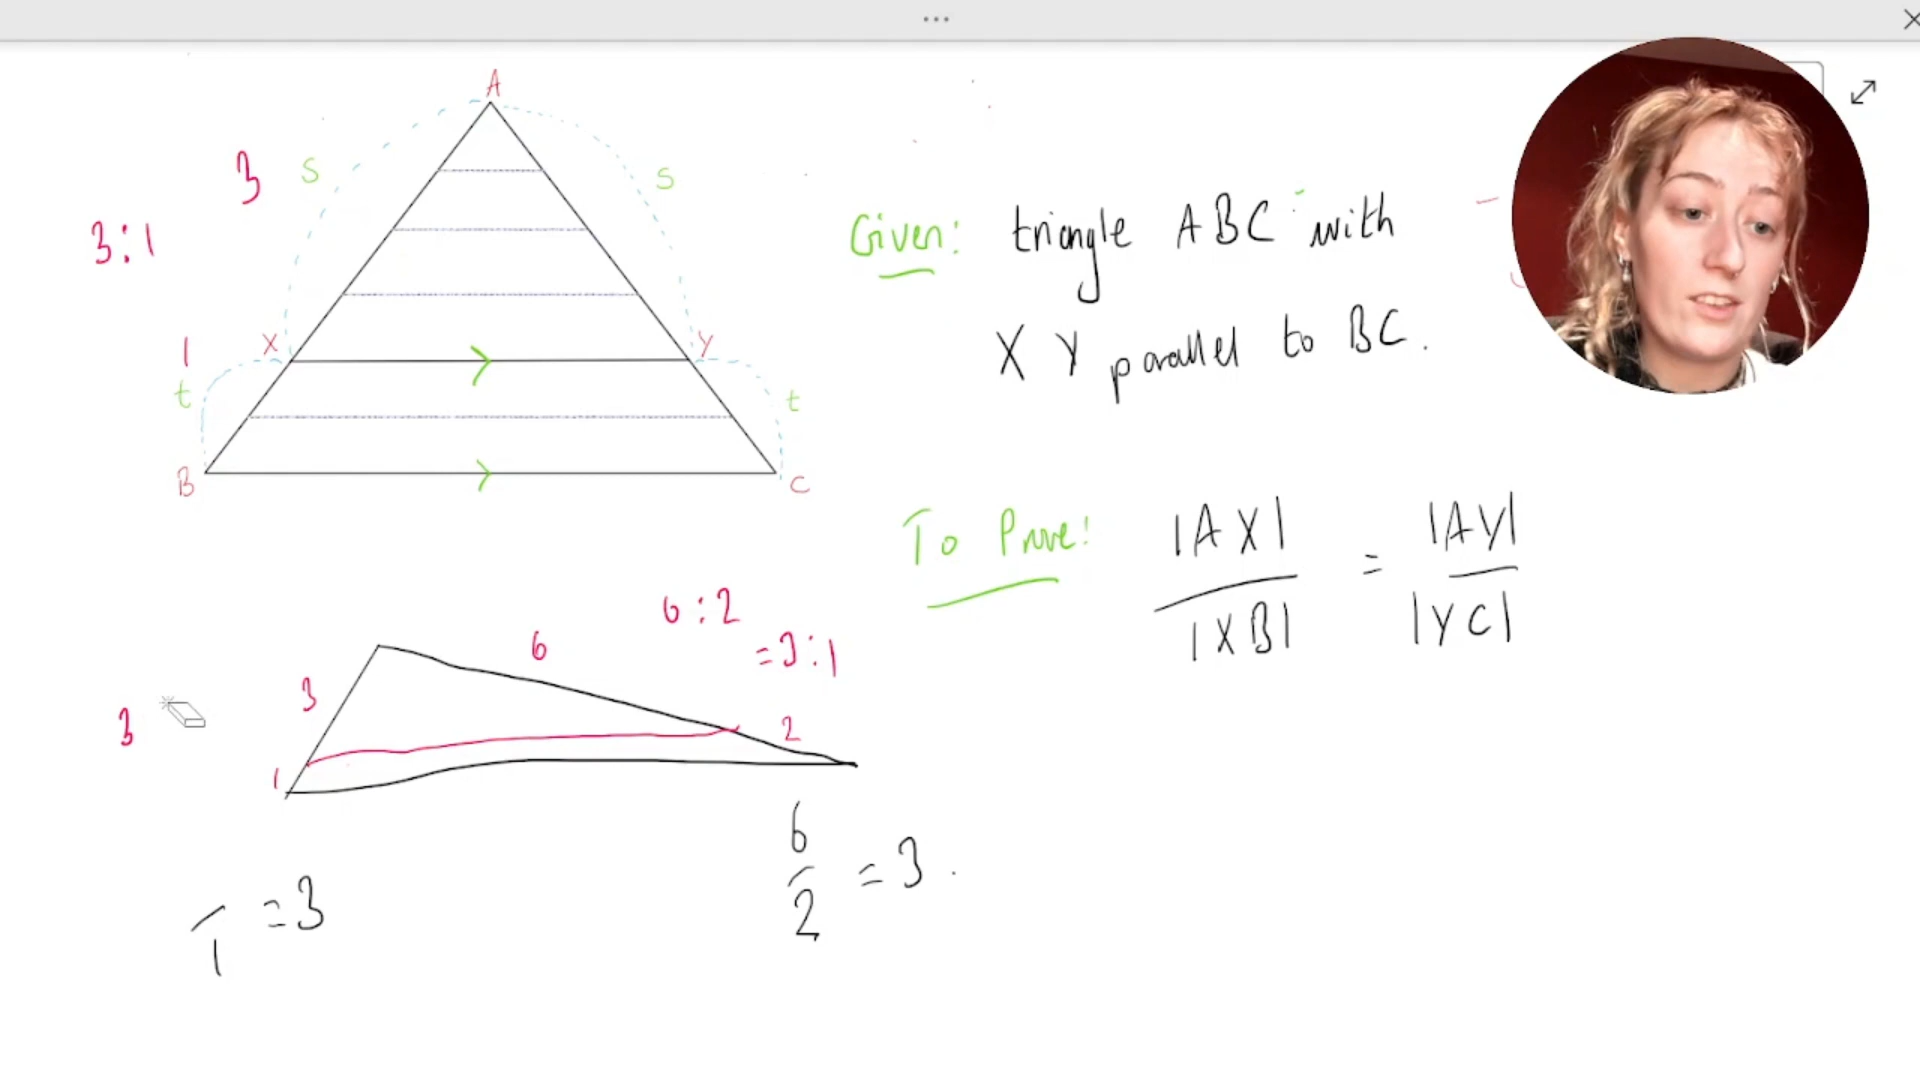 A
3 S S
3:1
Given: triangle ABC with
X Y parallel to BC.
1 X Y
t t
B C
To Prove: |AX| / |XB| = |AY| / |YC|
6:2
6
=3:1
3
3
2
1
6
/2 = 3.
/1 = 3